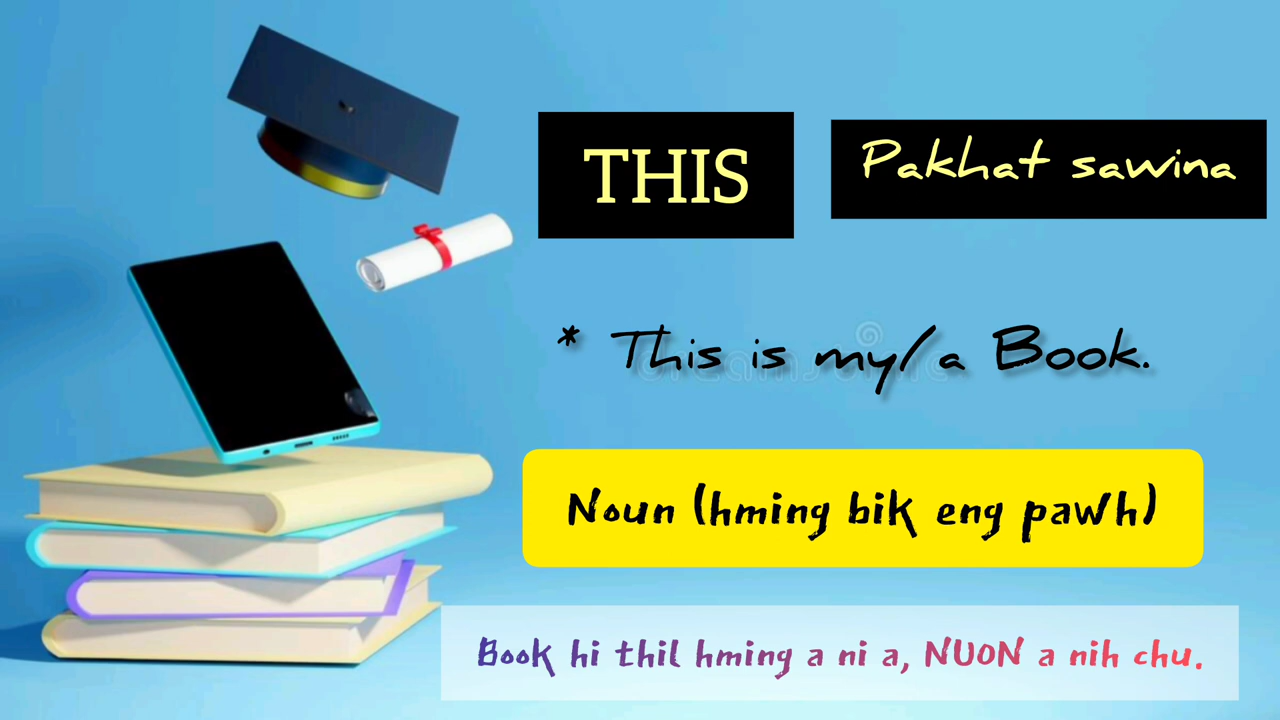 THIS
Pakhat sawina
* This is my/a Book.
Noun (hming bik eng pawh)
Book hi thil hming a ni a, NUON a nih chu.